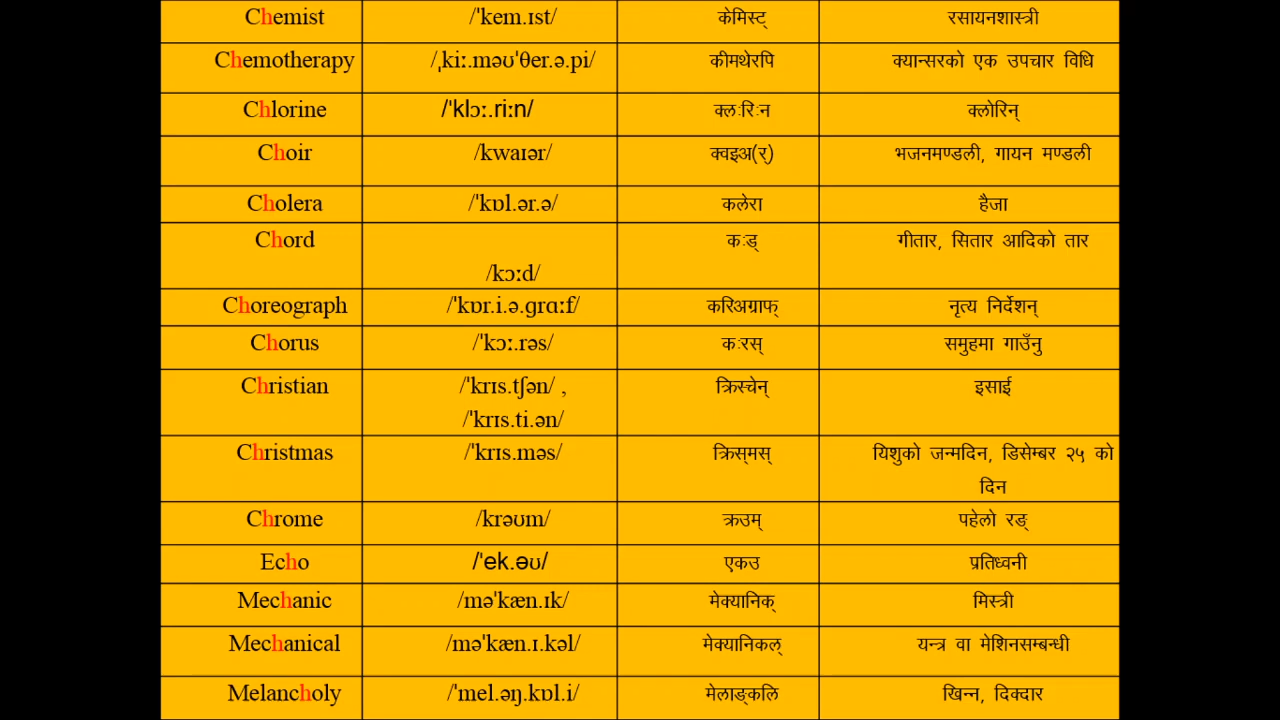 Chemist /ˈkem.ɪst/ केमिस्ट् रसायनशास्त्री
Chemotherapy /ˌkiː.məʊˈθer.ə.pi/ कीमथेरपि क्यान्सरको एक उपचार विधि
Chlorine /ˈklɔː.riːn/ क्लःरिःन क्लोरिन्
Choir /kwaɪər/ क्वइअ(र्) भजनमण्डली, गायन मण्डली
Cholera /ˈkɒl.ər.ə/ कलेरा हैजा
Chord कःड् गीतार, सितार आदिको तार
/kɔːd/
Choreograph /ˈkɒr.i.ə.ɡrɑːf/ करिअग्राफ् नृत्य निर्देशन्
Chorus /ˈkɔː.rəs/ कःरस् समुहमा गाउँनु
Christian /ˈkrɪs.tʃən/ , क्रिस्चेन् इसाई
/ˈkrɪs.ti.ən/
Christmas /ˈkrɪs.məs/ क्रिस्मस् यिशुको जन्मदिन, डिसेम्बर २५ को
दिन
Chrome /krəʊm/ क्रउम् पहेलो रङ्
Echo /ˈek.əʊ/ एकउ प्रतिध्वनी
Mechanic /məˈkæn.ɪk/ मेक्यानिक् मिस्त्री
Mechanical /məˈkæn.ɪ.kəl/ मेक्यानिकल् यन्त्र वा मेशिनसम्बन्धी
Melancholy /ˈmel.əŋ.kɒl.i/ मेलाङ्कलि खिन्न, दिक्दार